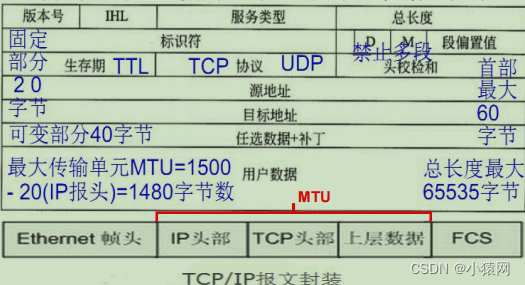 版本号 IHL 服务类型 总长度
固定 标识符 D M 段偏置值
禁止多段
部分 生存期 TTL TCP 协议 UDP 头校检和 首部
20 源地址 最大
字节 目标地址 60
可变部分40字节 任选数据+补丁 字节
最大传输单元MTU=1500 用户数据 总长度最大
- 20(IP报头)=1480字节数 65535字节
MTU
Ethernet 帧头 IP头部 TCP头部 上层数据 FCS
TCP/IP报文封装
CSDN @小猿网